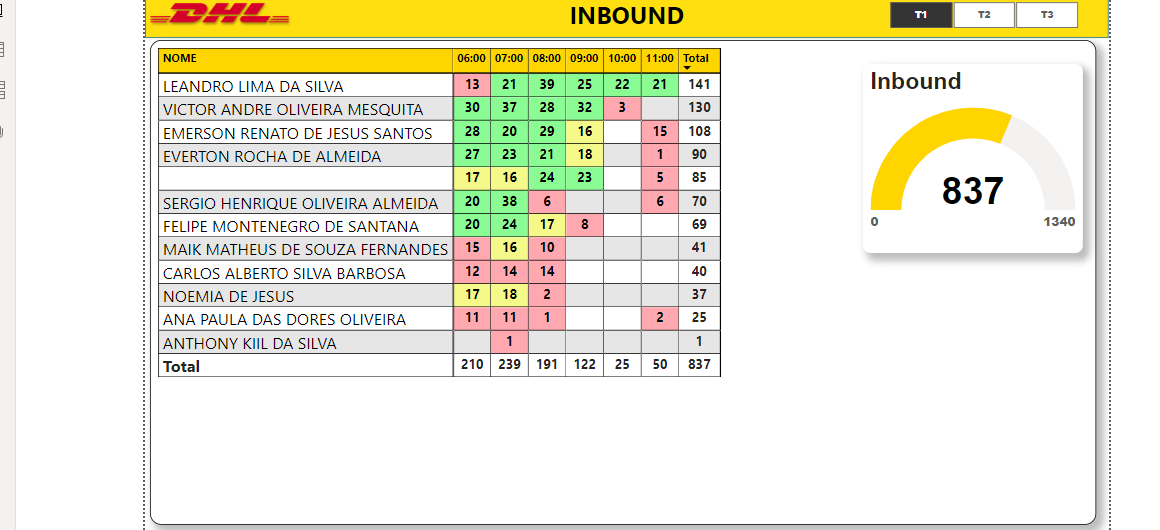 DHL INBOUND T1 T2 T3
NOME 06:00 07:00 08:00 09:00 10:00 11:00 Total
LEANDRO LIMA DA SILVA 13 21 39 25 22 21 141
VICTOR ANDRE OLIVEIRA MESQUITA 30 37 28 32 3 130
EMERSON RENATO DE JESUS SANTOS 28 20 29 16 15 108
EVERTON ROCHA DE ALMEIDA 27 23 21 18 1 90
17 16 24 23 5 85
SERGIO HENRIQUE OLIVEIRA ALMEIDA 20 38 6 6 70
FELIPE MONTENEGRO DE SANTANA 20 24 17 8 69
MAIK MATHEUS DE SOUZA FERNANDES 15 16 10 41
CARLOS ALBERTO SILVA BARBOSA 12 14 14 40
NOEMIA DE JESUS 17 18 2 37
ANA PAULA DAS DORES OLIVEIRA 11 11 1 2 25
ANTHONY KIIL DA SILVA 1 1
Total 210 239 191 122 25 50 837
Inbound
837
0 1340